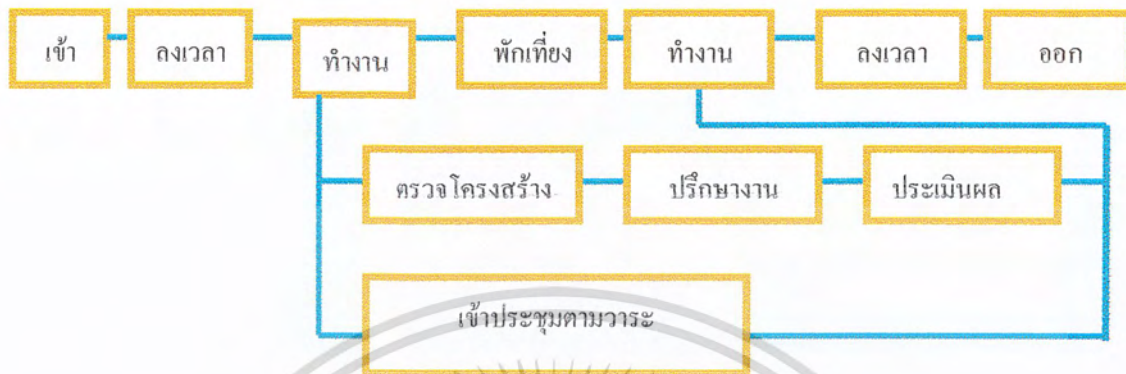 เข้า ลงเวลา ทำงาน พักเที่ยง ทำงาน ลงเวลา ออก
ตรวจโครงสร้าง ปรึกษางาน ประเมินผล
เข้าประชุมตามวาระ